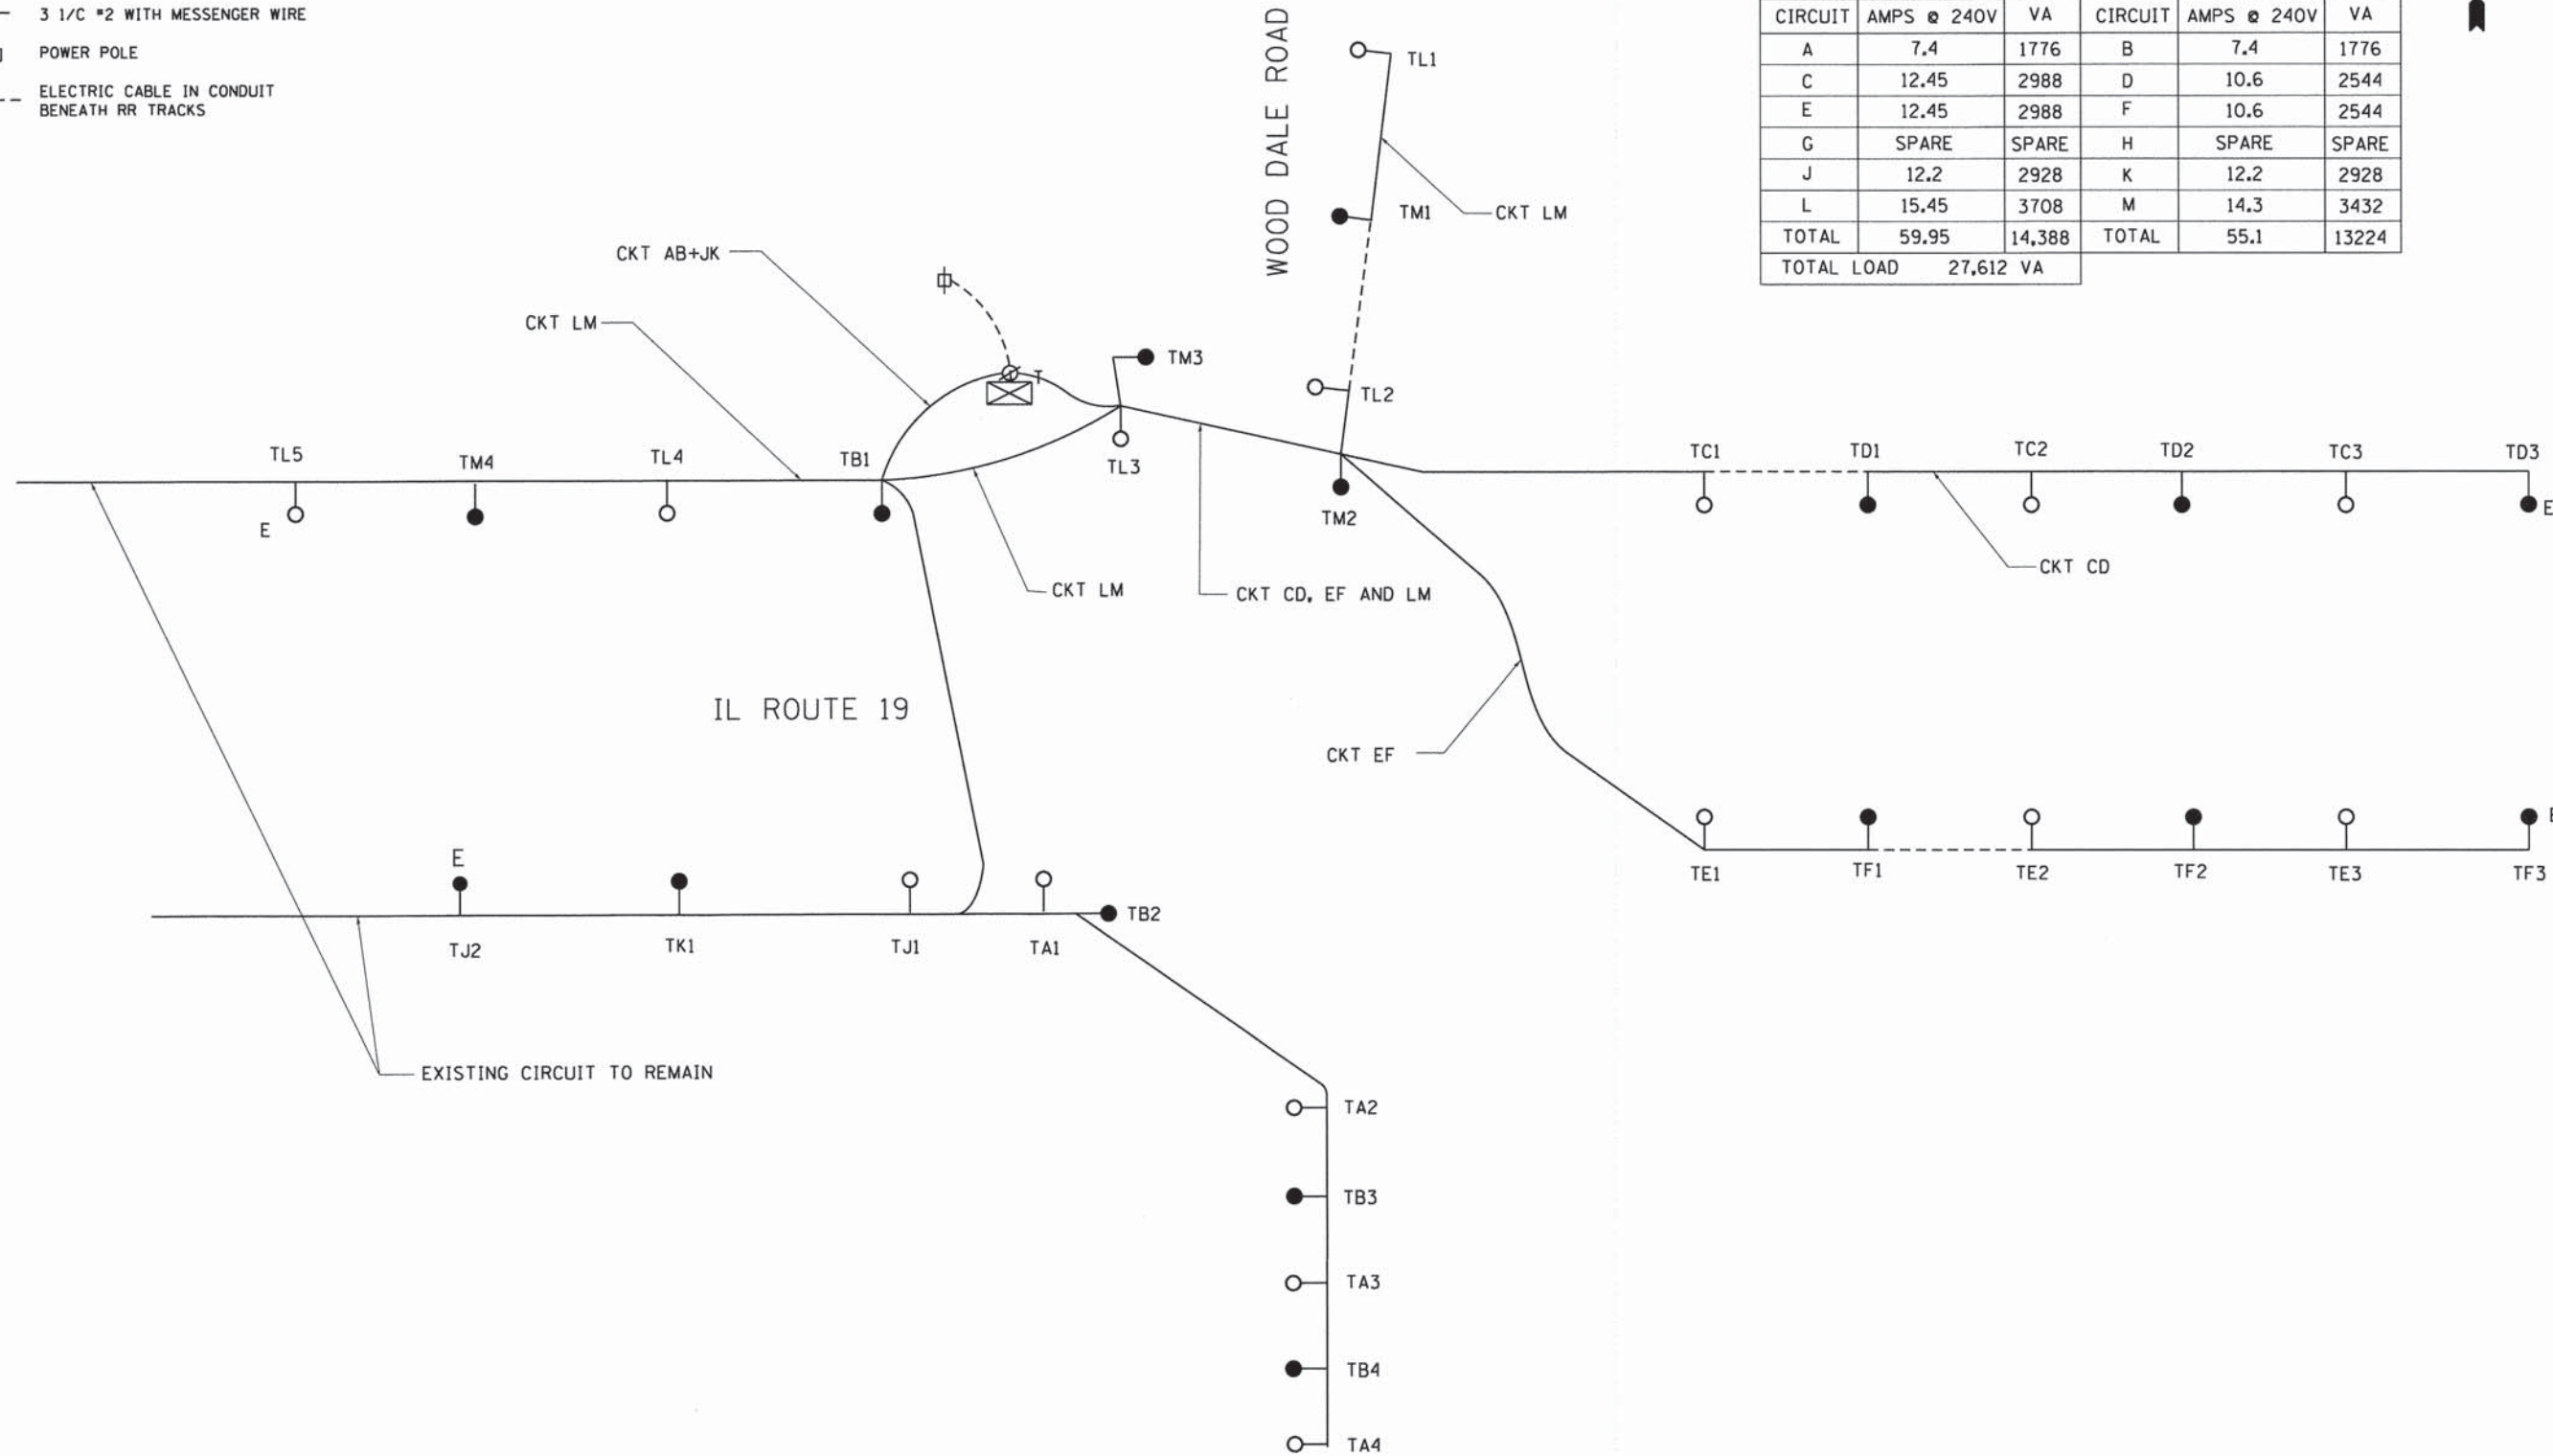 3 1/C #2 WITH MESSENGER WIRE
POWER POLE
ELECTRIC CABLE IN CONDUIT
BENEATH RR TRACKS
WOOD DALE ROAD
CIRCUIT AMPS @ 240V VA CIRCUIT AMPS @ 240V VA
A 7.4 1776 B 7.4 1776
C 12.45 2988 D 10.6 2544
E 12.45 2988 F 10.6 2544
G SPARE SPARE H SPARE SPARE
J 12.2 2928 K 12.2 2928
L 15.45 3708 M 14.3 3432
TOTAL 59.95 14,388 TOTAL 55.1 13224
TOTAL LOAD 27,612 VA
TL1
TM1
CKT LM
CKT AB+JK
CKT LM
TM3
T
TL2
TL5
TM4
TL4
TB1
TL3
TC1
TD1
TC2
TD2
TC3
TD3
E
E
TM2
CKT LM
CKT CD, EF AND LM
CKT CD
IL ROUTE 19
CKT EF
E
TE1
TF1
TE2
TF2
TE3
TF3
TJ2
TK1
TJ1
TA1
TB2
EXISTING CIRCUIT TO REMAIN
TA2
TB3
TA3
TB4
TA4